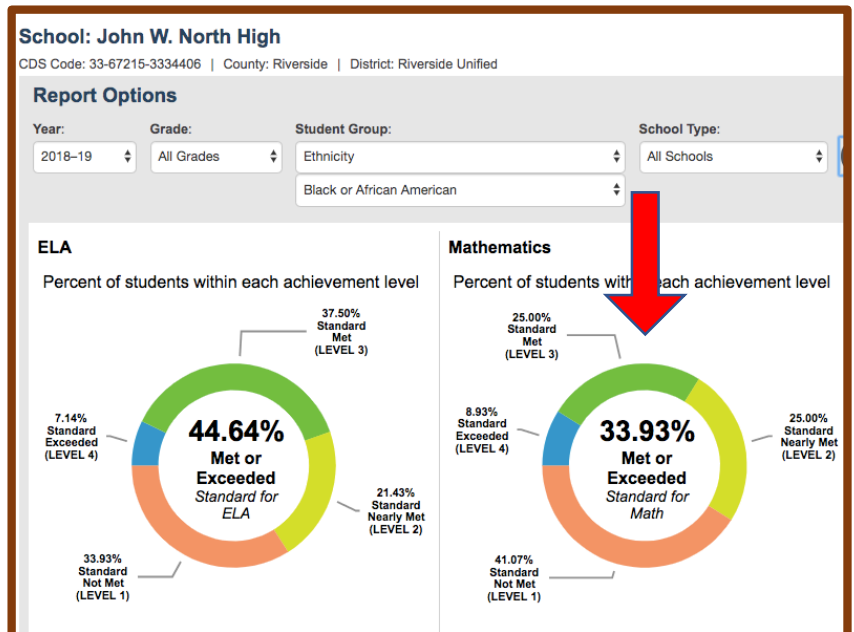 School: John W. North High
CDS Code: 33-67215-3334406 | County: Riverside | District: Riverside Unified
Report Options
Year:
2018–19
Grade:
All Grades
Student Group:
Ethnicity
Black or African American
School Type:
All Schools
ELA
Percent of students within each achievement level
37.50%
Standard
Met
(LEVEL 3)
7.14%
Standard
Exceeded
(LEVEL 4)
44.64%
Met or
Exceeded
Standard for
ELA
21.43%
Standard
Nearly Met
(LEVEL 2)
33.93%
Standard
Not Met
(LEVEL 1)
Mathematics
Percent of students with each achievement level
25.00%
Standard
Met
(LEVEL 3)
8.93%
Standard
Exceeded
(LEVEL 4)
33.93%
Met or
Exceeded
Standard for
Math
25.00%
Standard
Nearly Met
(LEVEL 2)
41.07%
Standard
Not Met
(LEVEL 1)